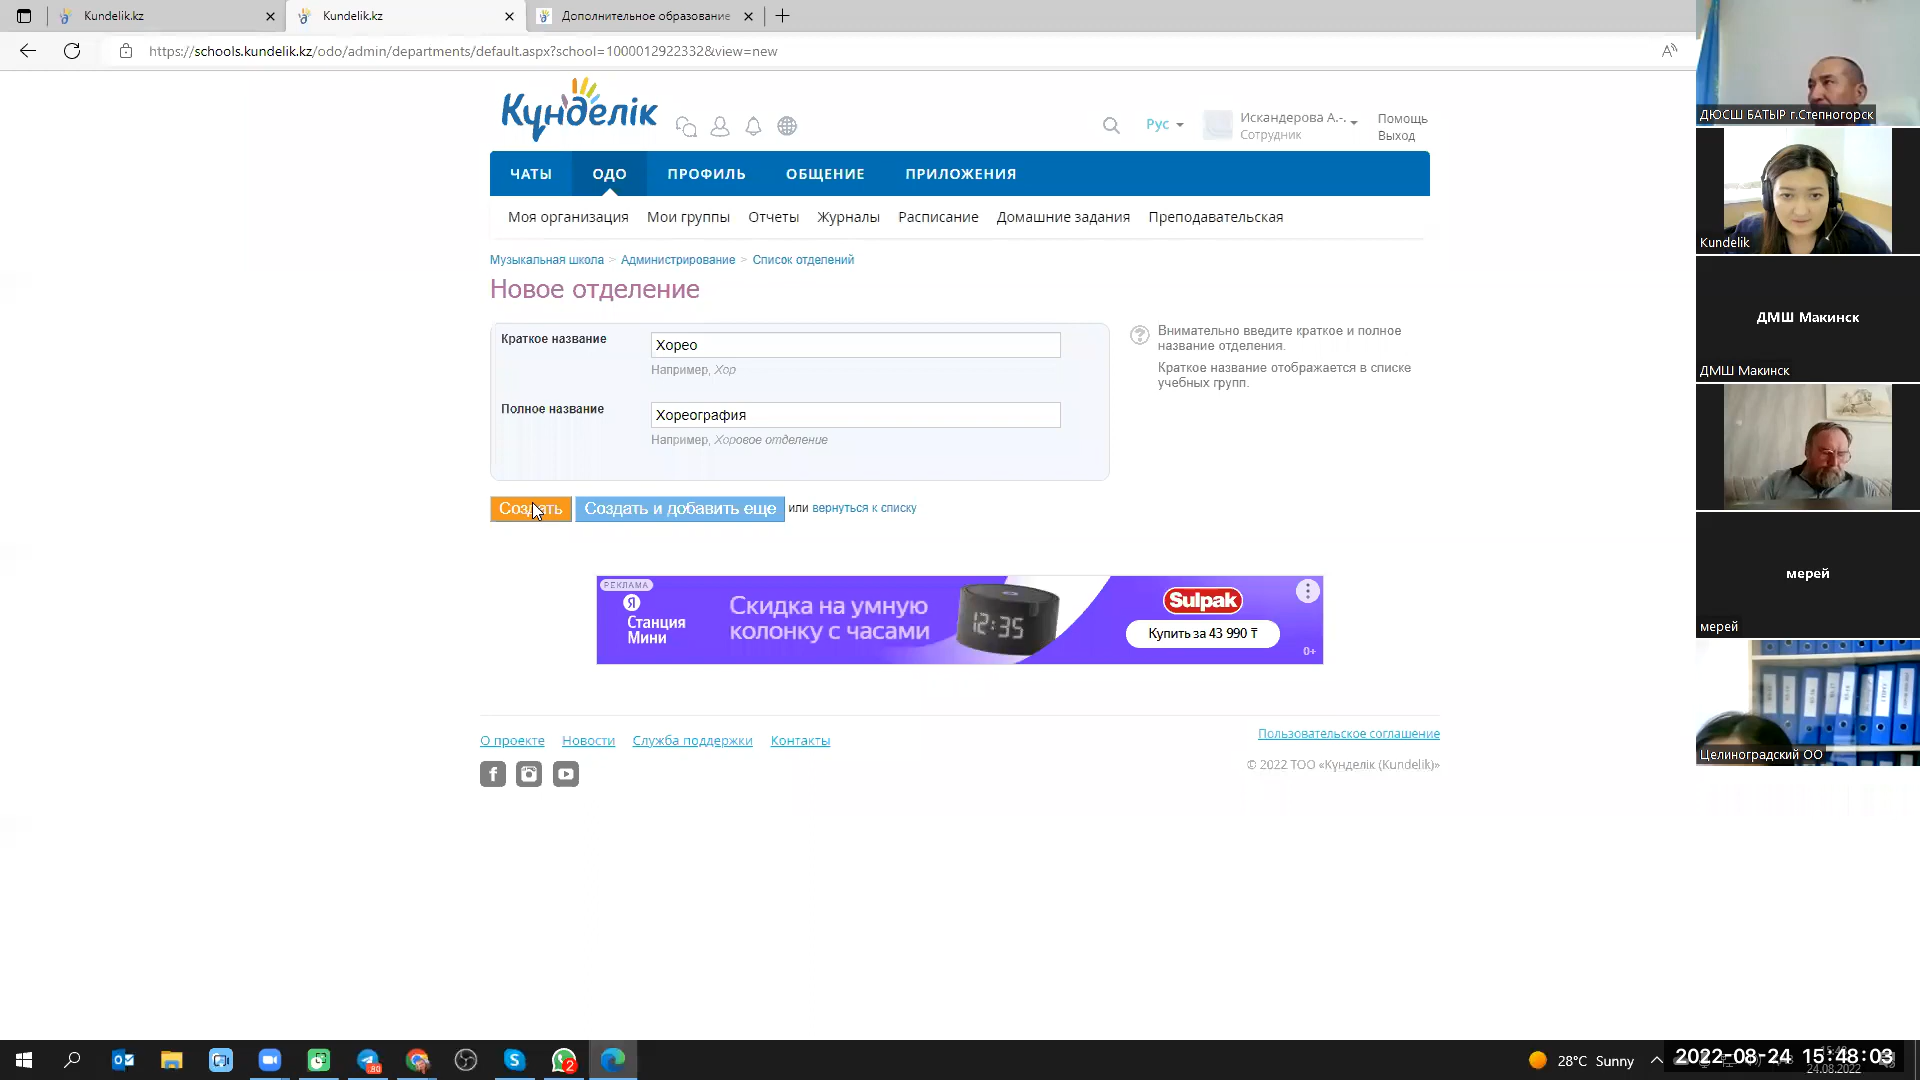 Kundelik.kz
Kundelik.kz
Дополнительное образование
https://schools.kundelik.kz/odo/admin/departments/default.aspx?school=1000012922332&view=new
Күнделік
Рус
Искандерова А.-.
Сотрудник
Помощь
Выход
ЧАТЫ ОДО ПРОФИЛЬ ОБЩЕНИЕ ПРИЛОЖЕНИЯ
Моя организация Мои группы Отчеты Журналы Расписание Домашние задания Преподавательская
Музыкальная школа > Администрирование > Список отделений
Новое отделение
Краткое название Хорео
Например, Хор
Полное название Хореография
Например, Хоровое отделение
Внимательно введите краткое и полное
название отделения.
Краткое название отображается в списке
учебных групп.
Создать Создать и добавить еще или вернуться к списку
РЕКЛАМА
Я
Станция
Мини
Скидка на умную
колонку с часами
12:35
Sulpak
Купить за 43 990 ₸
0+
О проекте Новости Служба поддержки Контакты
Пользовательское соглашение
© 2022 ТОО «Күнделік (Kundelik)»
ДЮСШ БАТЫР г.Степногорск
Kundelik
ДМШ Макинск
ДМШ Макинск
мерей
мерей
Целиноградский ОО
80
2
28°C Sunny
2022-08-24 15:48:03
24.08.2022